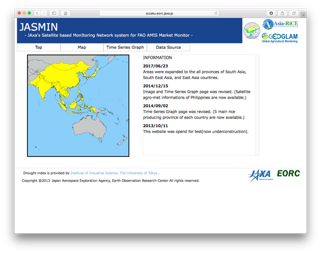 suzaku.eorc.jaxa.jp
JASMIN
- JAxa's Satellite based Monitoring Network system for FAO AMIS Market Monitor -
Asia-RiCE
GEOGLAM
Global Agricultural Monitoring
Top
Map
Time Series Graph
Data Source
INFORMATION
2017/06/23
Areas were expanded to the all provinces of South Asia,
South East Asia, and East Asia countries.
2014/12/15
Image and Time Series Graph page was revised. (Satellite
agro-met informations of Philippines are now available.)
2014/09/02
Time Series Graph page was revised. (5 main rice
producing province of each country are now available.)
2013/10/11
This website was opend for test(now underconstruction).
Drought index is provided by Institute of Industrial Science, The University of Tokyo.
Copyright ©2013 Japan Aerospace Exploration Agency, Earth Observation Research Center All rights reserved.
JAXA
EORC